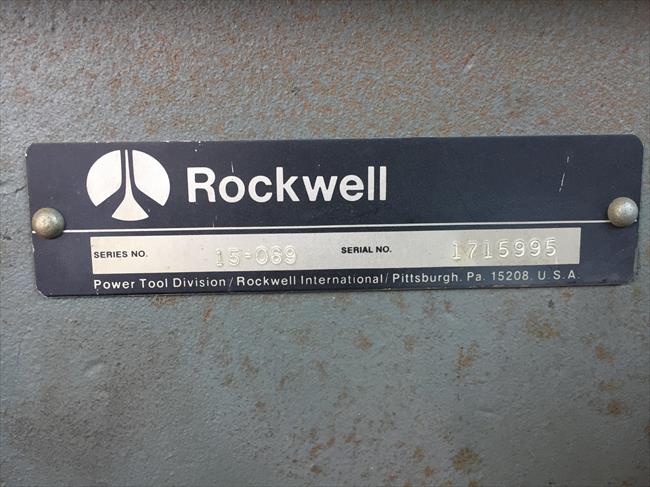 Rockwell
SERIES NO. 15-069 SERIAL NO. 1715995
Power Tool Division/Rockwell International/Pittsburgh, Pa. 15208, U.S.A.